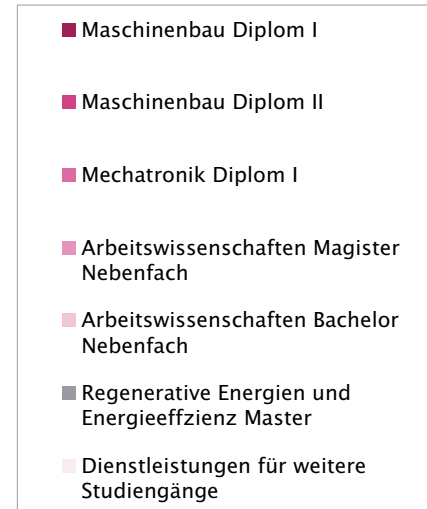 Maschinenbau Diplom I
Maschinenbau Diplom II
Mechatronik Diplom I
Arbeitswissenschaften Magister
Nebenfach
Arbeitswissenschaften Bachelor
Nebenfach
Regenerative Energien und
Energieeffzienz Master
Dienstleistungen für weitere
Studiengänge